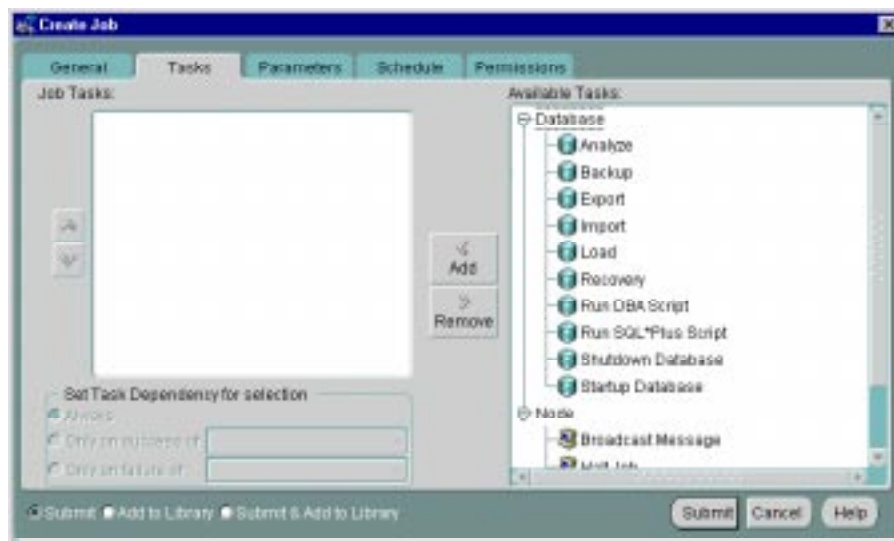 Create Job
General Tasks Parameters Schedule Permissions
Job Tasks:
Available Tasks:
Database
Analyze
Backup
Export
Import
Load
Recovery
Run DBA Script
Run SQL*Plus Script
Shutdown Database
Startup Database
Node
Broadcast Message
Halt Job
Add
Remove
Set Task Dependency for selection
Always
Only on success of:
Only on failure of:
Submit Add to Library Submit & Add to Library
Submit Cancel Help